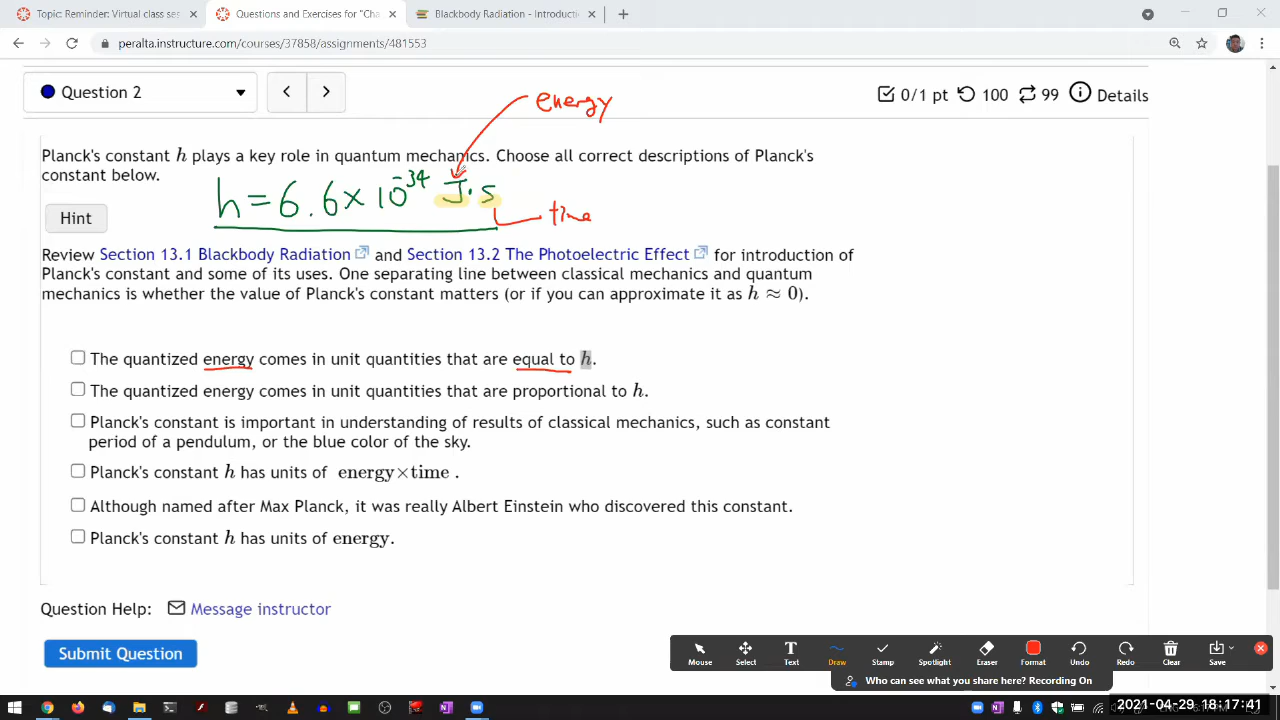 Topic: Reminder: Virtual class ses
Questions and Exercises for "Cha
Blackbody Radiation - Introducti
peralta.instructure.com/courses/37858/assignments/481553
Question 2
0/1 pt 100 99 Details
energy
Planck's constant h plays a key role in quantum mechanics. Choose all correct descriptions of Planck's
constant below.
h = 6.6 × 10⁻³⁴ J·s
time
Hint
Review Section 13.1 Blackbody Radiation and Section 13.2 The Photoelectric Effect for introduction of
Planck's constant and some of its uses. One separating line between classical mechanics and quantum
mechanics is whether the value of Planck's constant matters (or if you can approximate it as h ≈ 0).
The quantized energy comes in unit quantities that are equal to h.
The quantized energy comes in unit quantities that are proportional to h.
Planck's constant is important in understanding of results of classical mechanics, such as constant
period of a pendulum, or the blue color of the sky.
Planck's constant h has units of energy×time .
Although named after Max Planck, it was really Albert Einstein who discovered this constant.
Planck's constant h has units of energy.
Question Help: Message instructor
Submit Question
Mouse Select Text Draw Stamp Spotlight Eraser Format Undo Redo Clear Save
Who can see what you share here? Recording On
2021-04-29 18:17:41